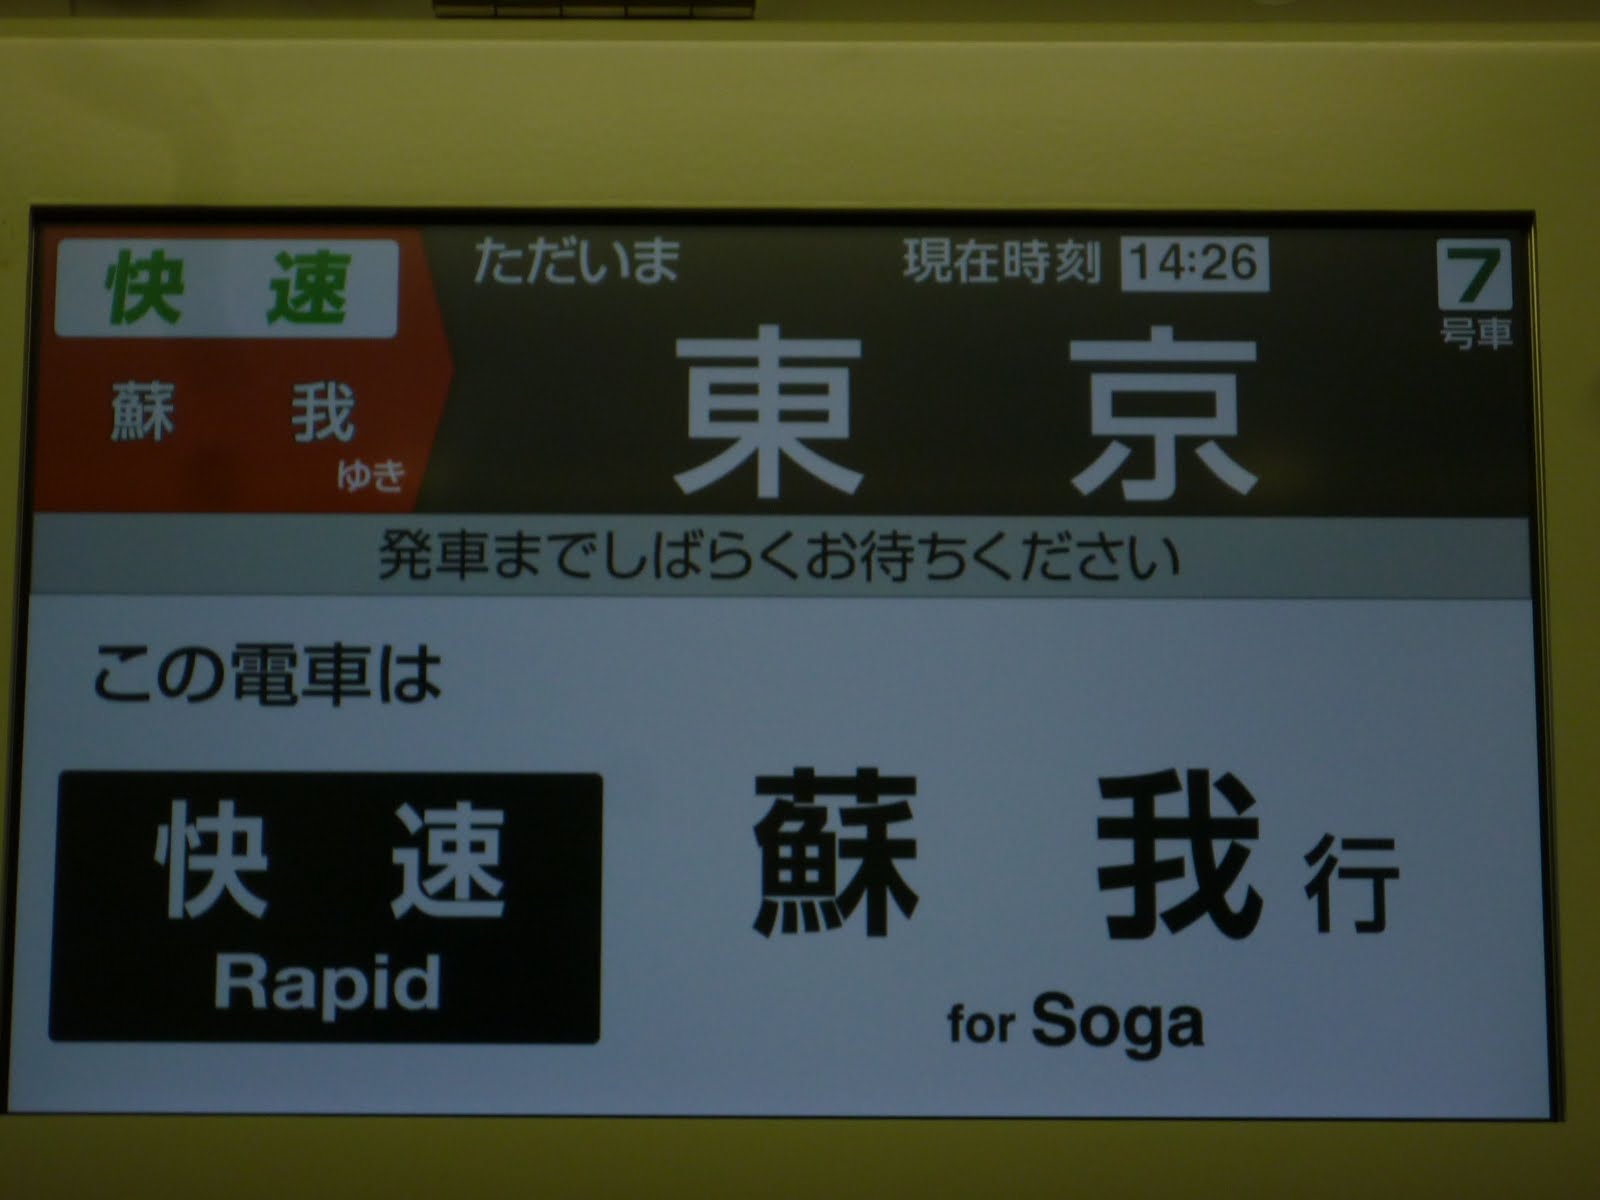 快速
ただいま
現在時刻 14:26
7
号車
蘇我
ゆき
東京
発車までしばらくお待ちください
この電車は
快速
Rapid
蘇我行
for Soga